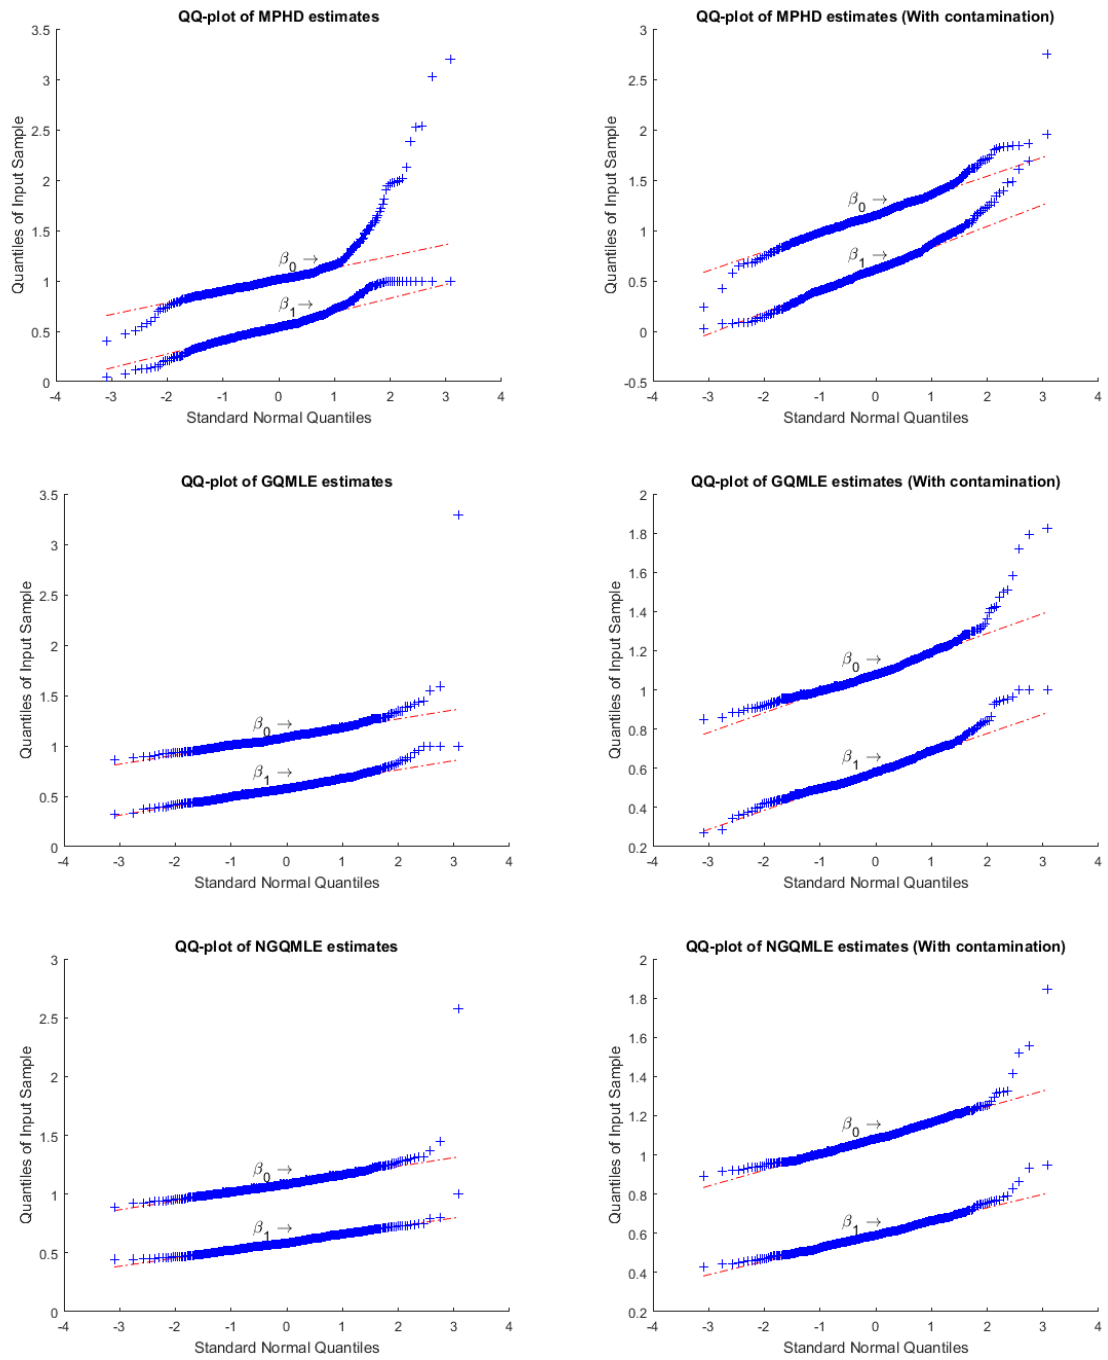 QQ-plot of MPHD estimates
3.5
3
2.5
2
1.5
1
0.5
0
Quantiles of Input Sample
β0 →
β1 →
-4 -3 -2 -1 0 1 2 3 4
Standard Normal Quantiles
QQ-plot of MPHD estimates (With contamination)
3
2.5
2
1.5
1
0.5
0
-0.5
Quantiles of Input Sample
β0 →
β1 →
-4 -3 -2 -1 0 1 2 3 4
Standard Normal Quantiles
QQ-plot of GQMLE estimates
3.5
3
2.5
2
1.5
1
0.5
0
Quantiles of Input Sample
β0 →
β1 →
-4 -3 -2 -1 0 1 2 3 4
Standard Normal Quantiles
QQ-plot of GQMLE estimates (With contamination)
2
1.8
1.6
1.4
1.2
1
0.8
0.6
0.4
0.2
Quantiles of Input Sample
β0 →
β1 →
-4 -3 -2 -1 0 1 2 3 4
Standard Normal Quantiles
QQ-plot of NGQMLE estimates
3
2.5
2
1.5
1
0.5
0
Quantiles of Input Sample
β0 →
β1 →
-4 -3 -2 -1 0 1 2 3 4
Standard Normal Quantiles
QQ-plot of NGQMLE estimates (With contamination)
2
1.8
1.6
1.4
1.2
1
0.8
0.6
0.4
0.2
Quantiles of Input Sample
β0 →
β1 →
-4 -3 -2 -1 0 1 2 3 4
Standard Normal Quantiles